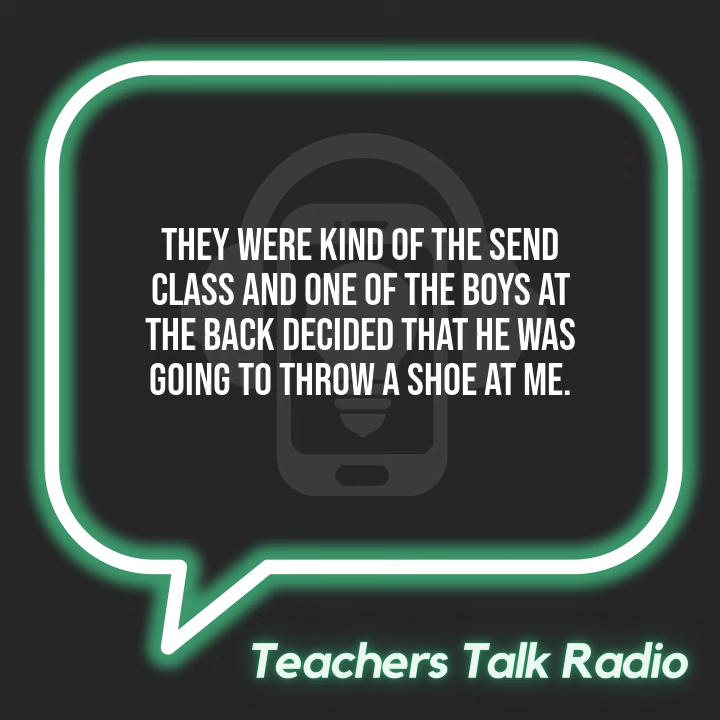 THEY WERE KIND OF THE SEND
CLASS AND ONE OF THE BOYS AT
THE BACK DECIDED THAT HE WAS
GOING TO THROW A SHOE AT ME.
Teachers Talk Radio